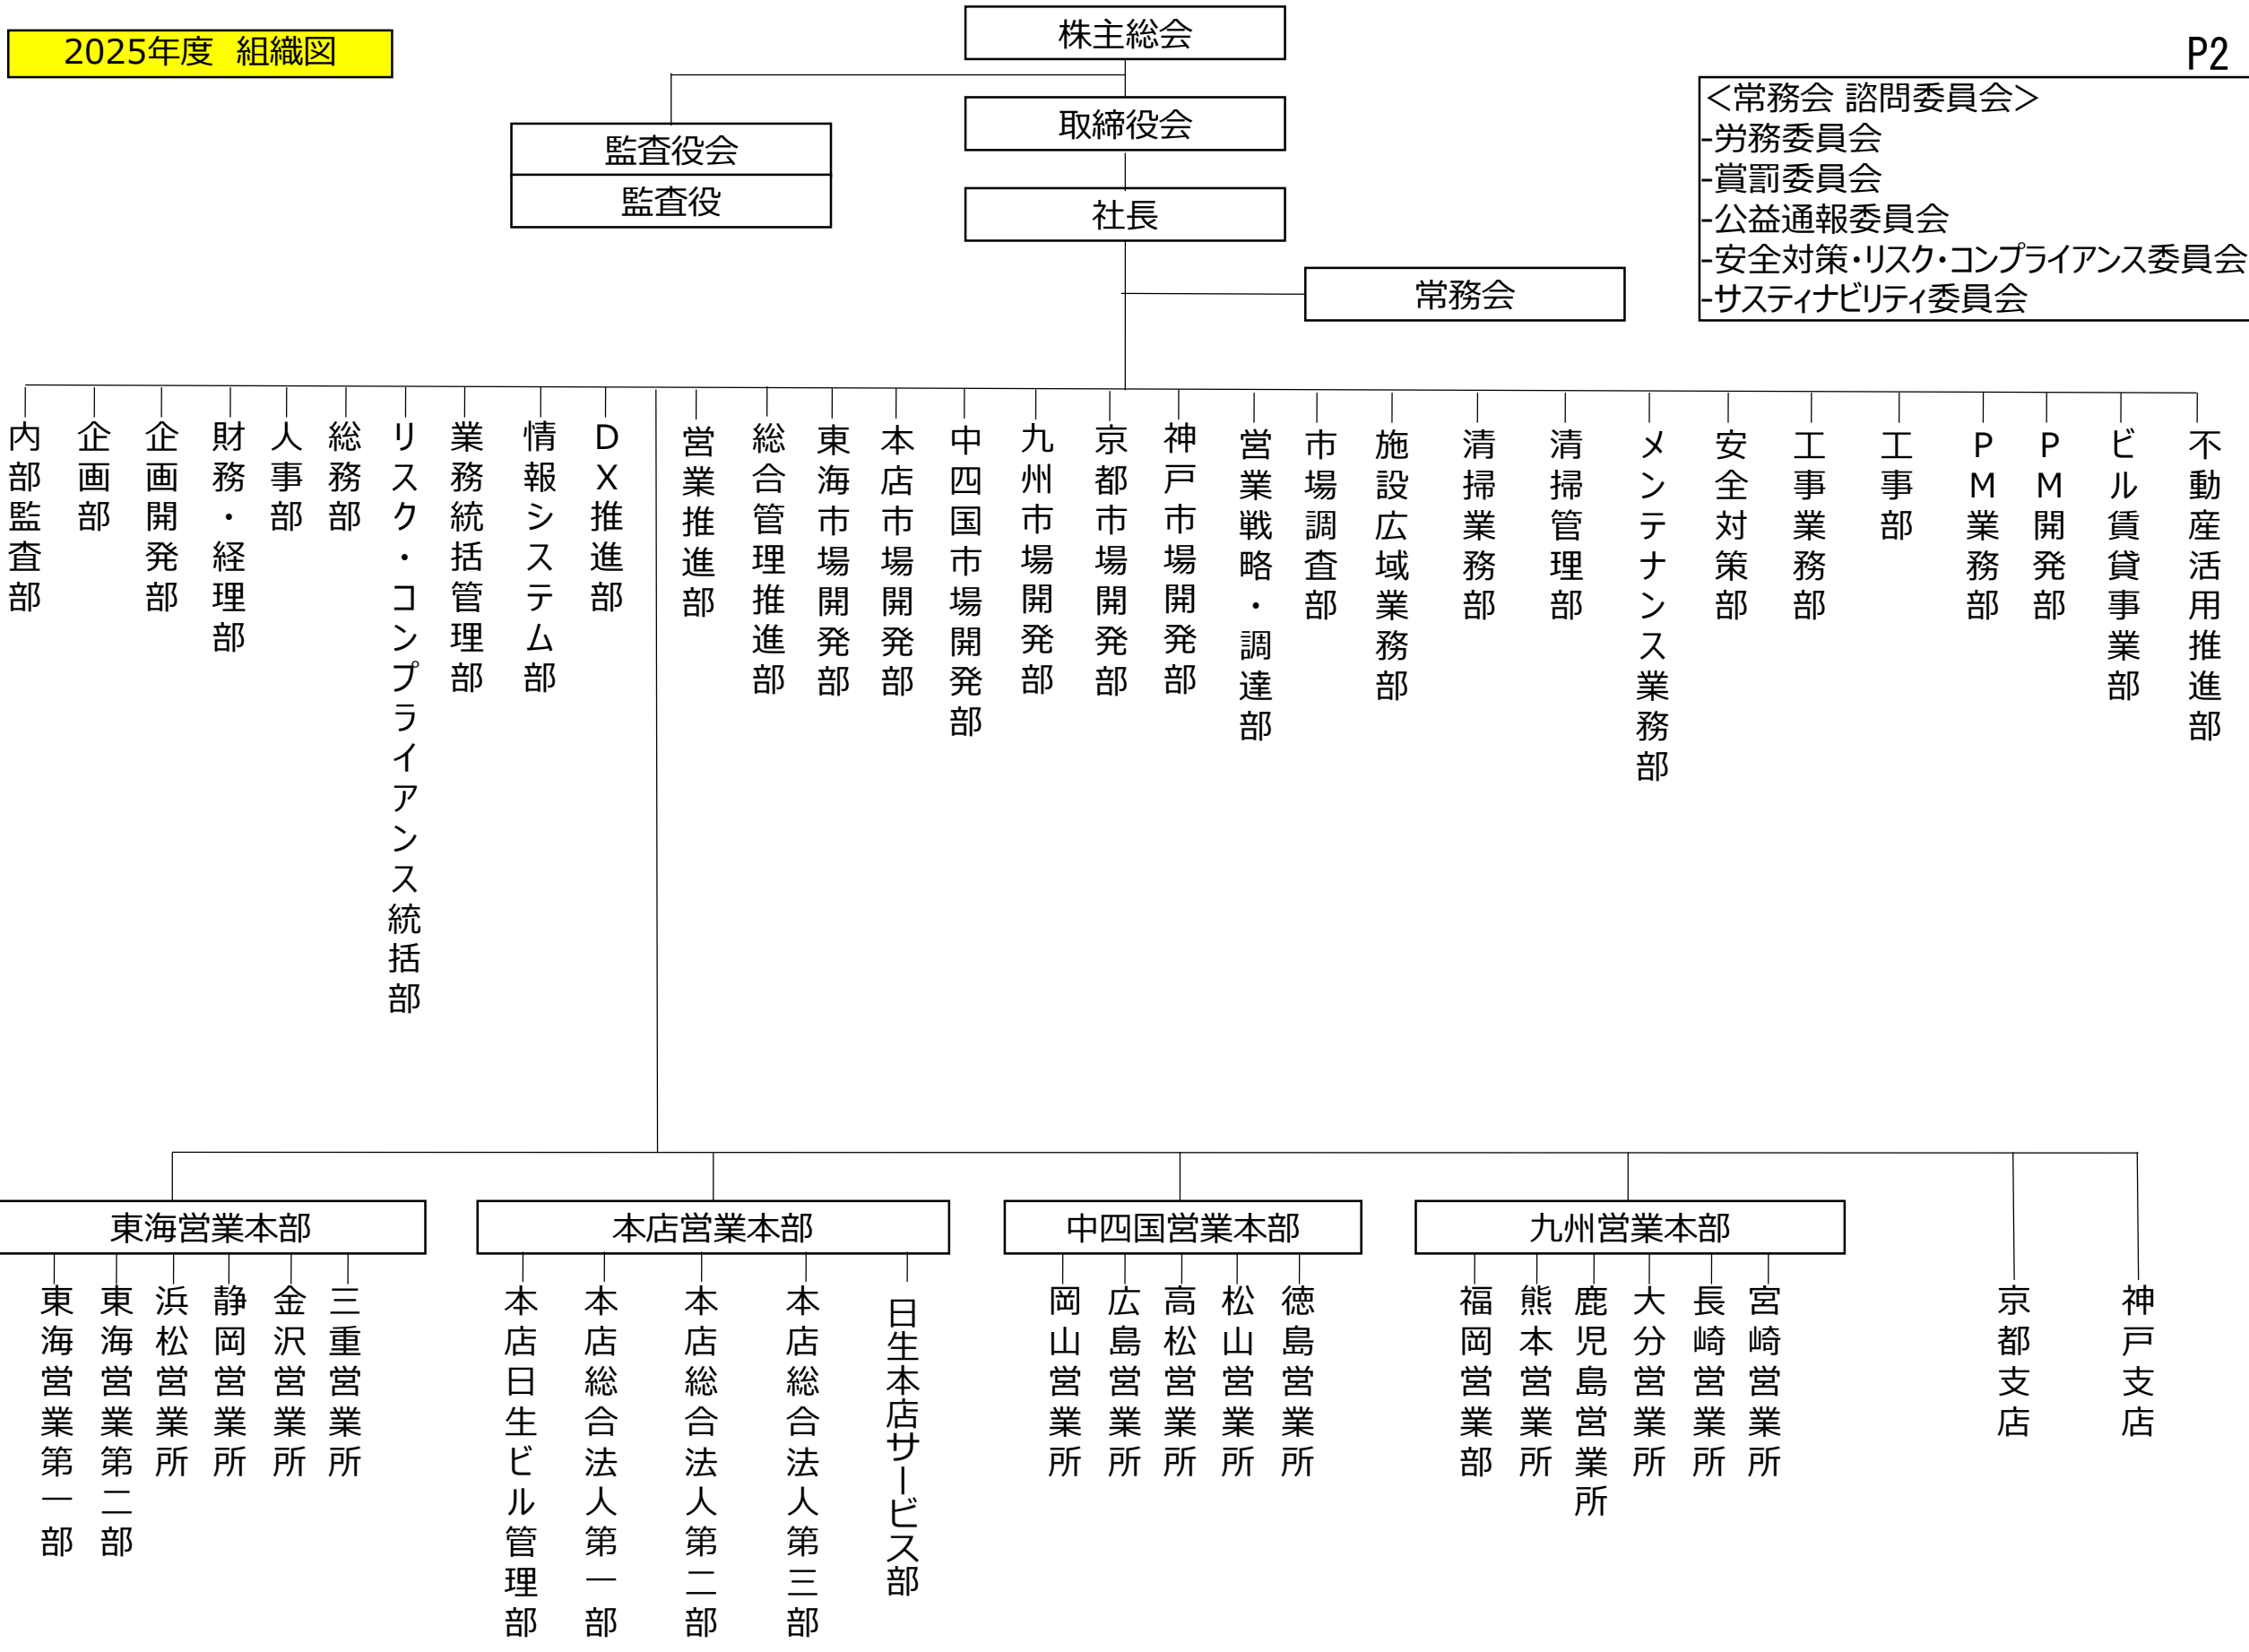 2025年度　組織図
株主総会
P2
取締役会
監査役会
監査役
社長
常務会
＜常務会 諮問委員会＞
-労務委員会
-賞罰委員会
-公益通報委員会
-安全対策・リスク・コンプライアンス委員会
-サスティナビリティ委員会
内部監査部
企画部
企画開発部
財務・経理部
人事部
総務部
リスク・コンプライアンス統括部
業務統括管理部
情報システム部
ＤＸ推進部
営業推進部
総合管理推進部
東海市場開発部
本店市場開発部
中四国市場開発部
九州市場開発部
京都市場開発部
神戸市場開発部
営業戦略・調達部
市場調査部
施設広域業務部
清掃業務部
清掃管理部
メンテナンス業務部
安全対策部
工事業務部
工事部
ＰＭ業務部
ＰＭ開発部
ビル賃貸事業部
不動産活用推進部
東海営業本部
東海営業第一部
東海営業第二部
浜松営業所
静岡営業所
金沢営業所
三重営業所
本店営業本部
本店日生ビル管理部
本店総合法人第一部
本店総合法人第二部
本店総合法人第三部
日生本店サービス部
中四国営業本部
岡山営業所
広島営業所
高松営業所
松山営業所
徳島営業所
九州営業本部
福岡営業部
熊本営業所
鹿児島営業所
大分営業所
長崎営業所
宮崎営業所
京都支店
神戸支店